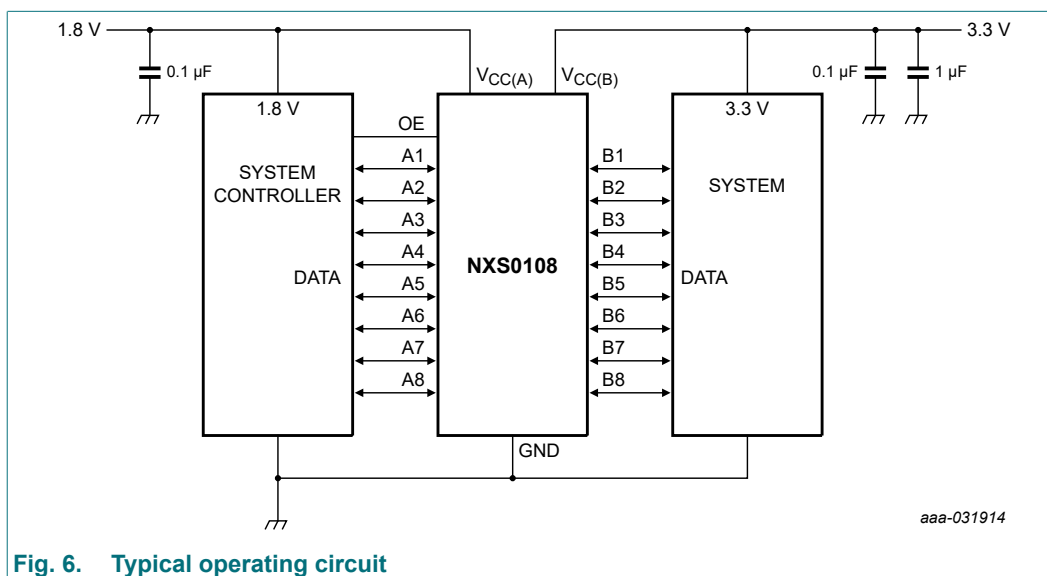 1.8 V
3.3 V
0.1 µF
VCC(A)
VCC(B)
0.1 µF
1 µF
1.8 V
3.3 V
OE
SYSTEM
CONTROLLER
DATA
A1
A2
A3
A4
A5
A6
A7
A8
NXS0108
B1
B2
B3
B4
B5
B6
B7
B8
SYSTEM
DATA
GND
aaa-031914
Fig. 6. Typical operating circuit